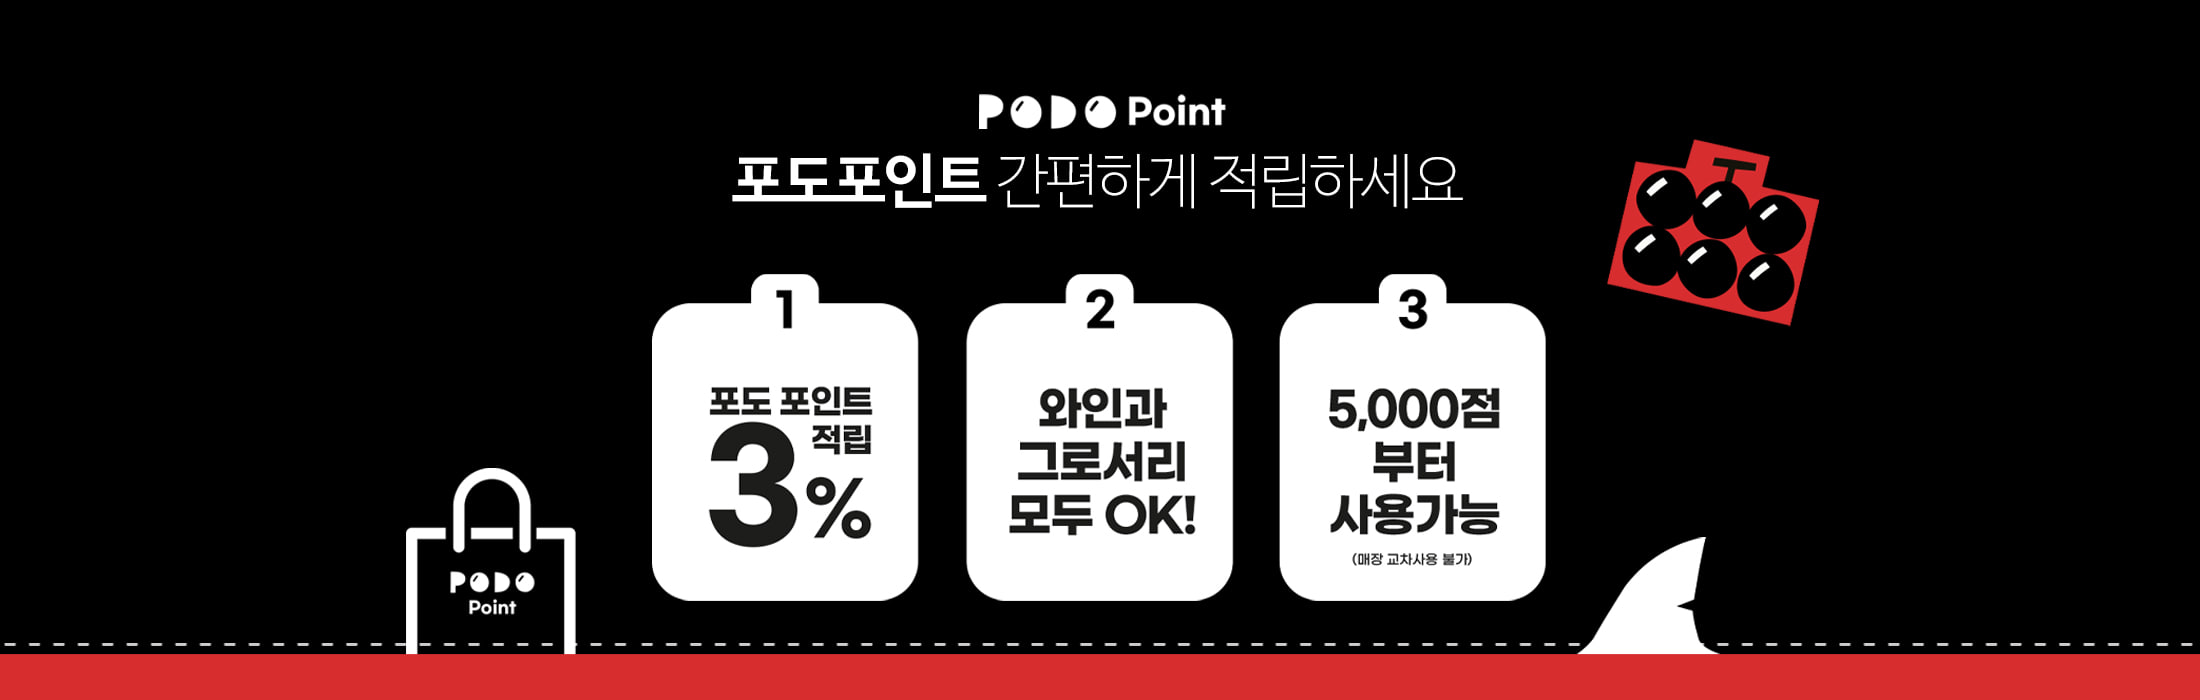 PODO Point
포도포인트 간편하게 적립하세요
1
포도 포인트
적립
3%
2
와인과
그로서리
모두 OK!
3
5,000점
부터
사용가능
(매장 교차사용 불가)
PODO
Point